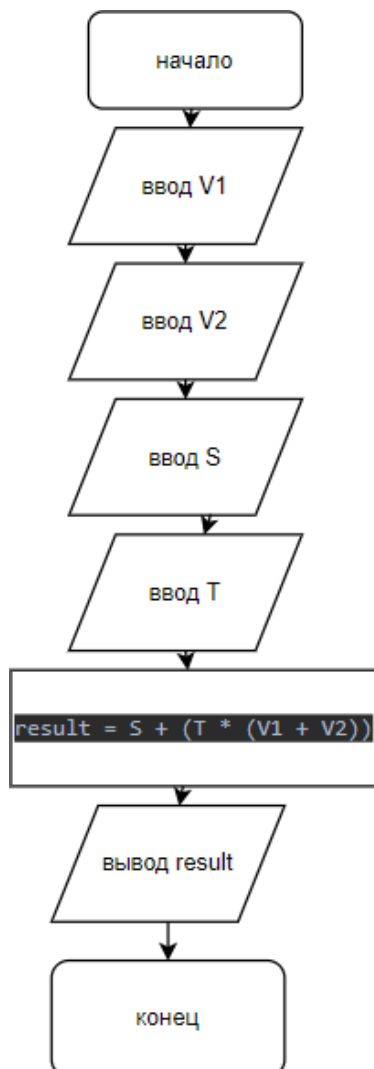 начало
ввод V1
ввод V2
ввод S
ввод T
result = S + (T * (V1 + V2))
вывод result
конец